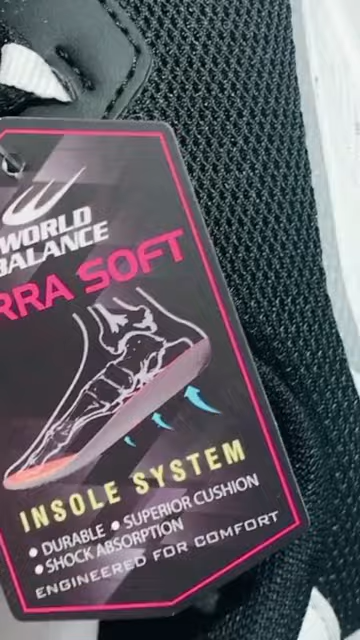 WORLD
BALANCE
RRA SOFT
INSOLE SYSTEM
• DURABLE • SUPERIOR CUSHION
• SHOCK ABSORPTION
ENGINEERED FOR COMFORT